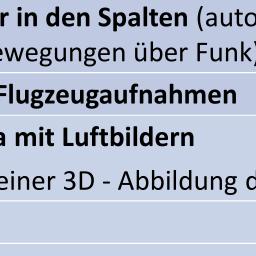 r in den Spalten (auto
ewegungen über Funk)
Flugzeugaufnahmen
a mit Luftbildern
einer 3D - Abbildung d